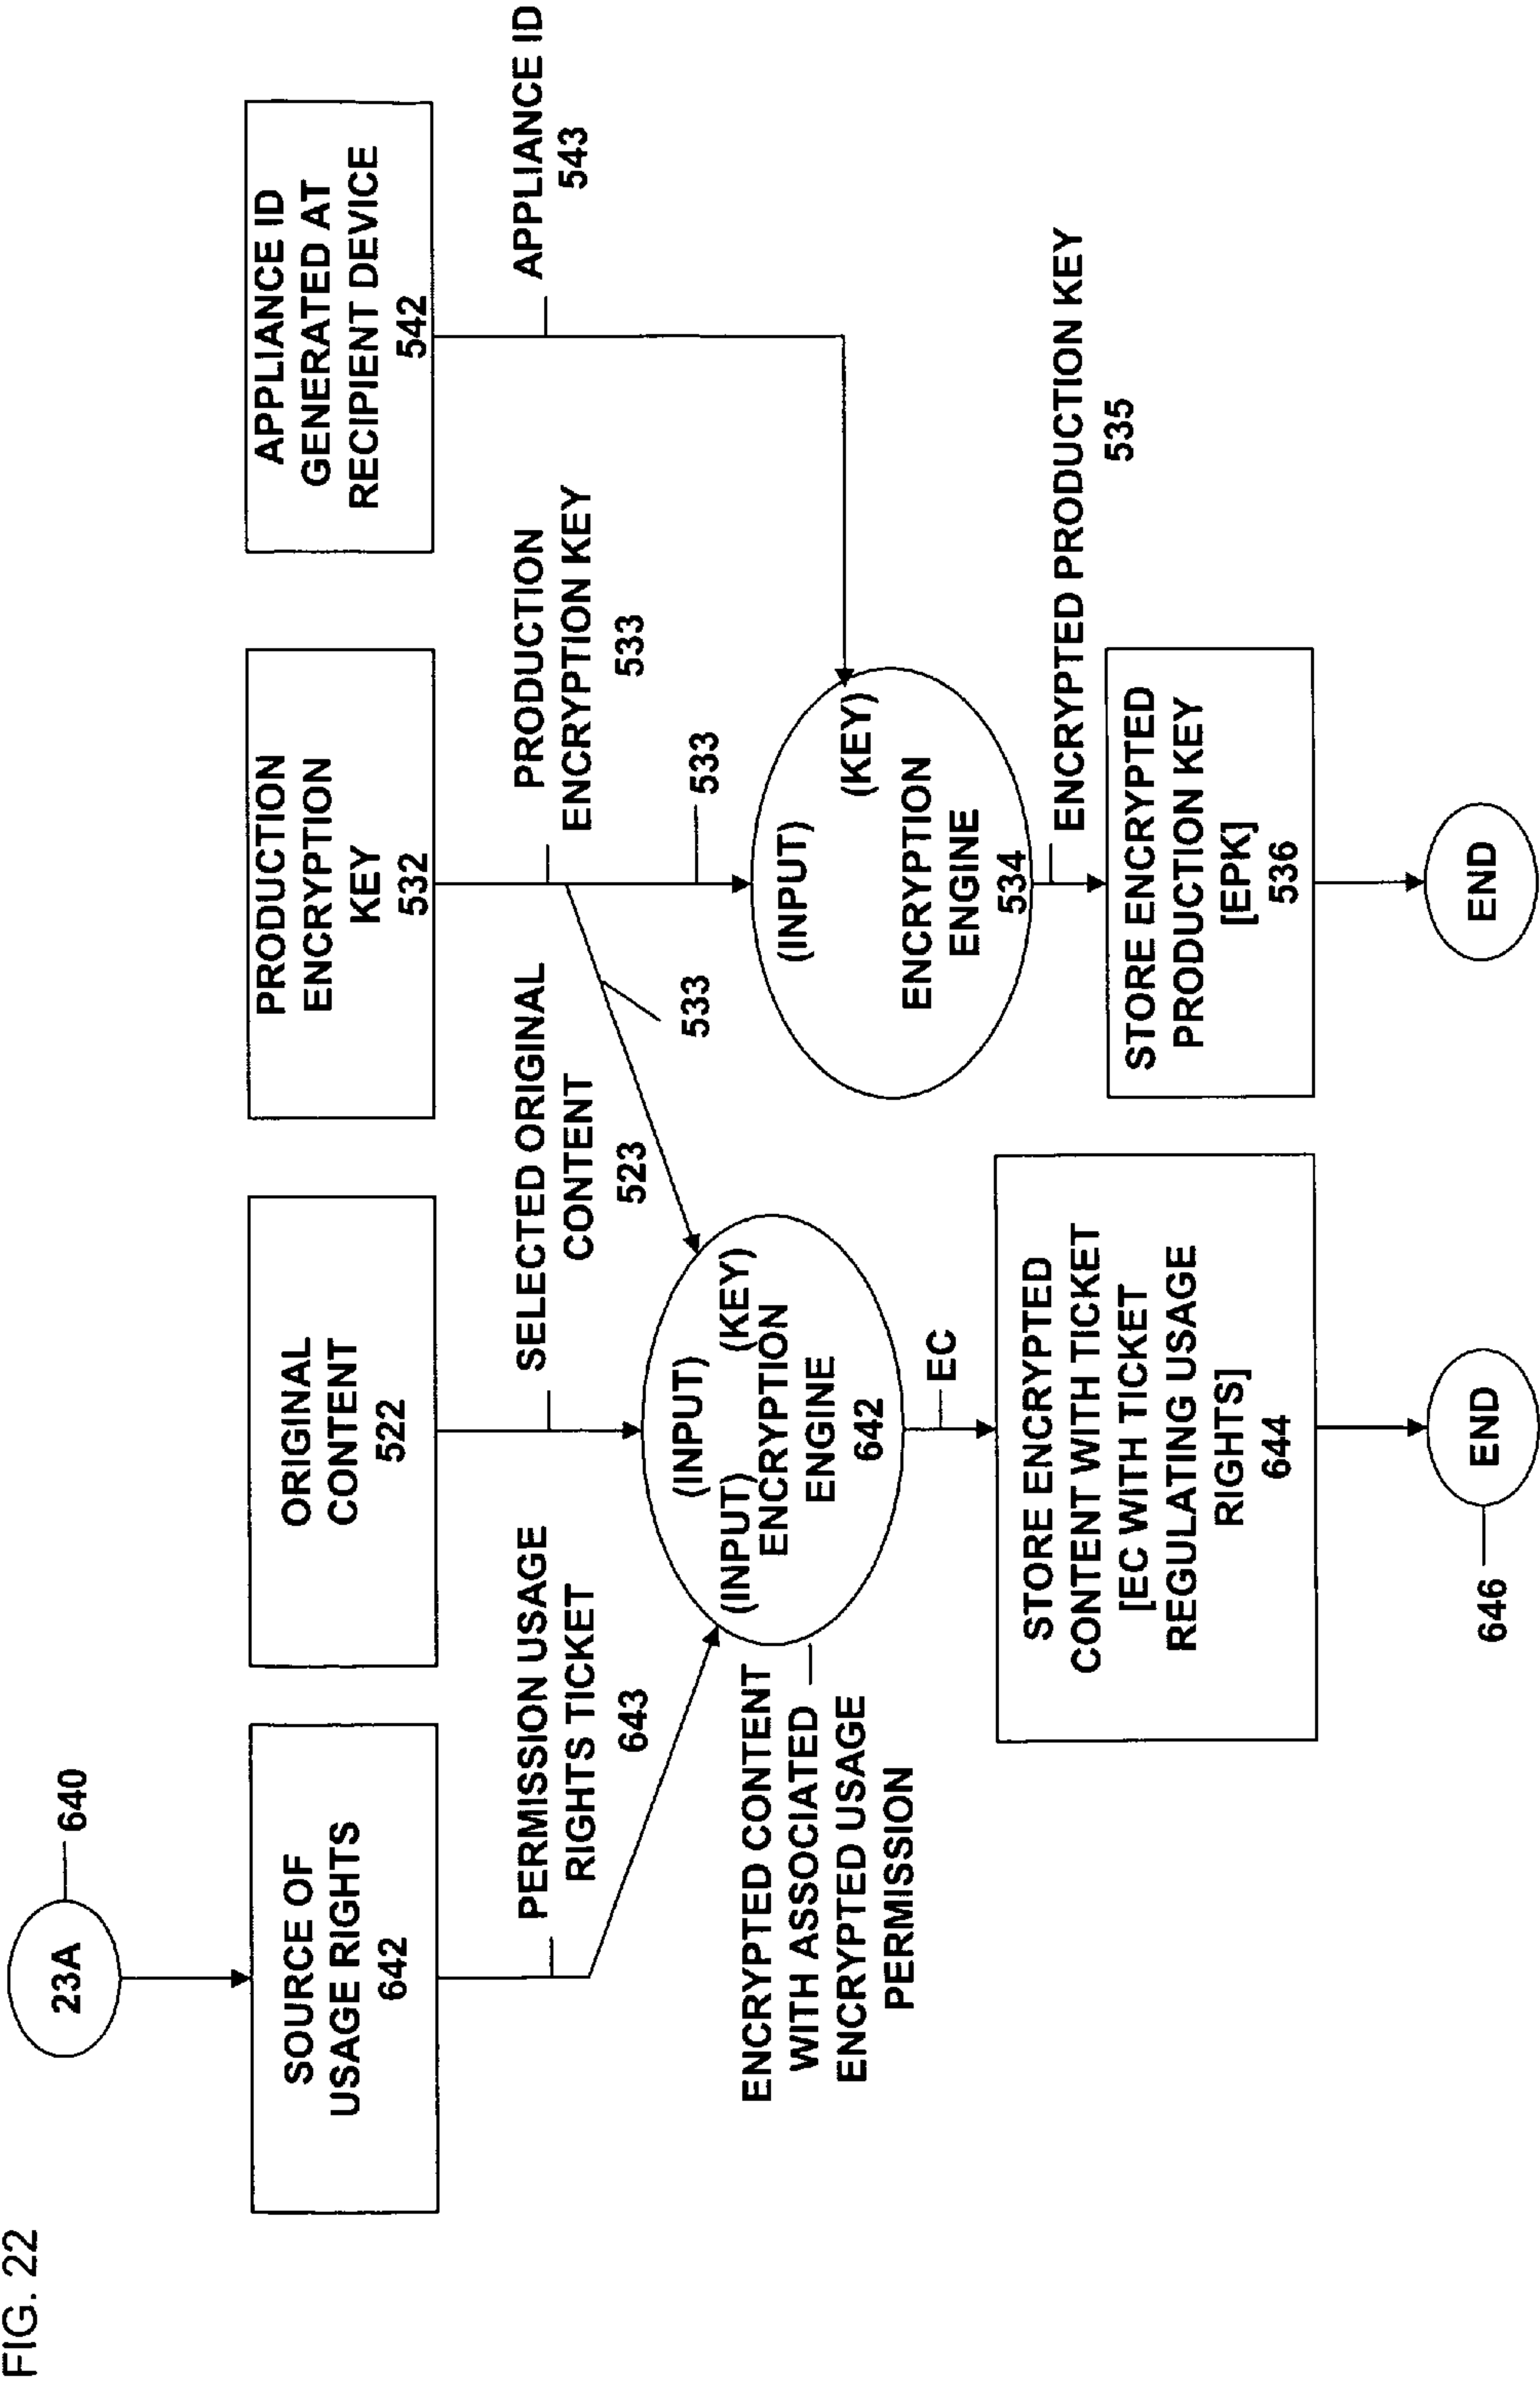 FIG. 22
23A
640
SOURCE OF
USAGE RIGHTS
642
ORIGINAL
CONTENT
522
PRODUCTION
ENCRYPTION
KEY
532
APPLIANCE ID
GENERATED AT
RECIPIENT DEVICE
542
PERMISSION USAGE
RIGHTS TICKET
643
SELECTED ORIGINAL
CONTENT
523
PRODUCTION
ENCRYPTION KEY
533
APPLIANCE ID
543
533
533
(INPUT)
(INPUT)
(KEY)
ENCRYPTION
ENGINE
642
(INPUT)
(KEY)
ENCRYPTION
ENGINE
534
ENCRYPTED CONTENT
WITH ASSOCIATED
ENCRYPTED USAGE
PERMISSION
EC
ENCRYPTED PRODUCTION KEY
535
STORE ENCRYPTED
CONTENT WITH TICKET
[EC WITH TICKET
REGULATING USAGE
RIGHTS]
644
STORE ENCRYPTED
PRODUCTION KEY
[EPK]
536
646
END
END